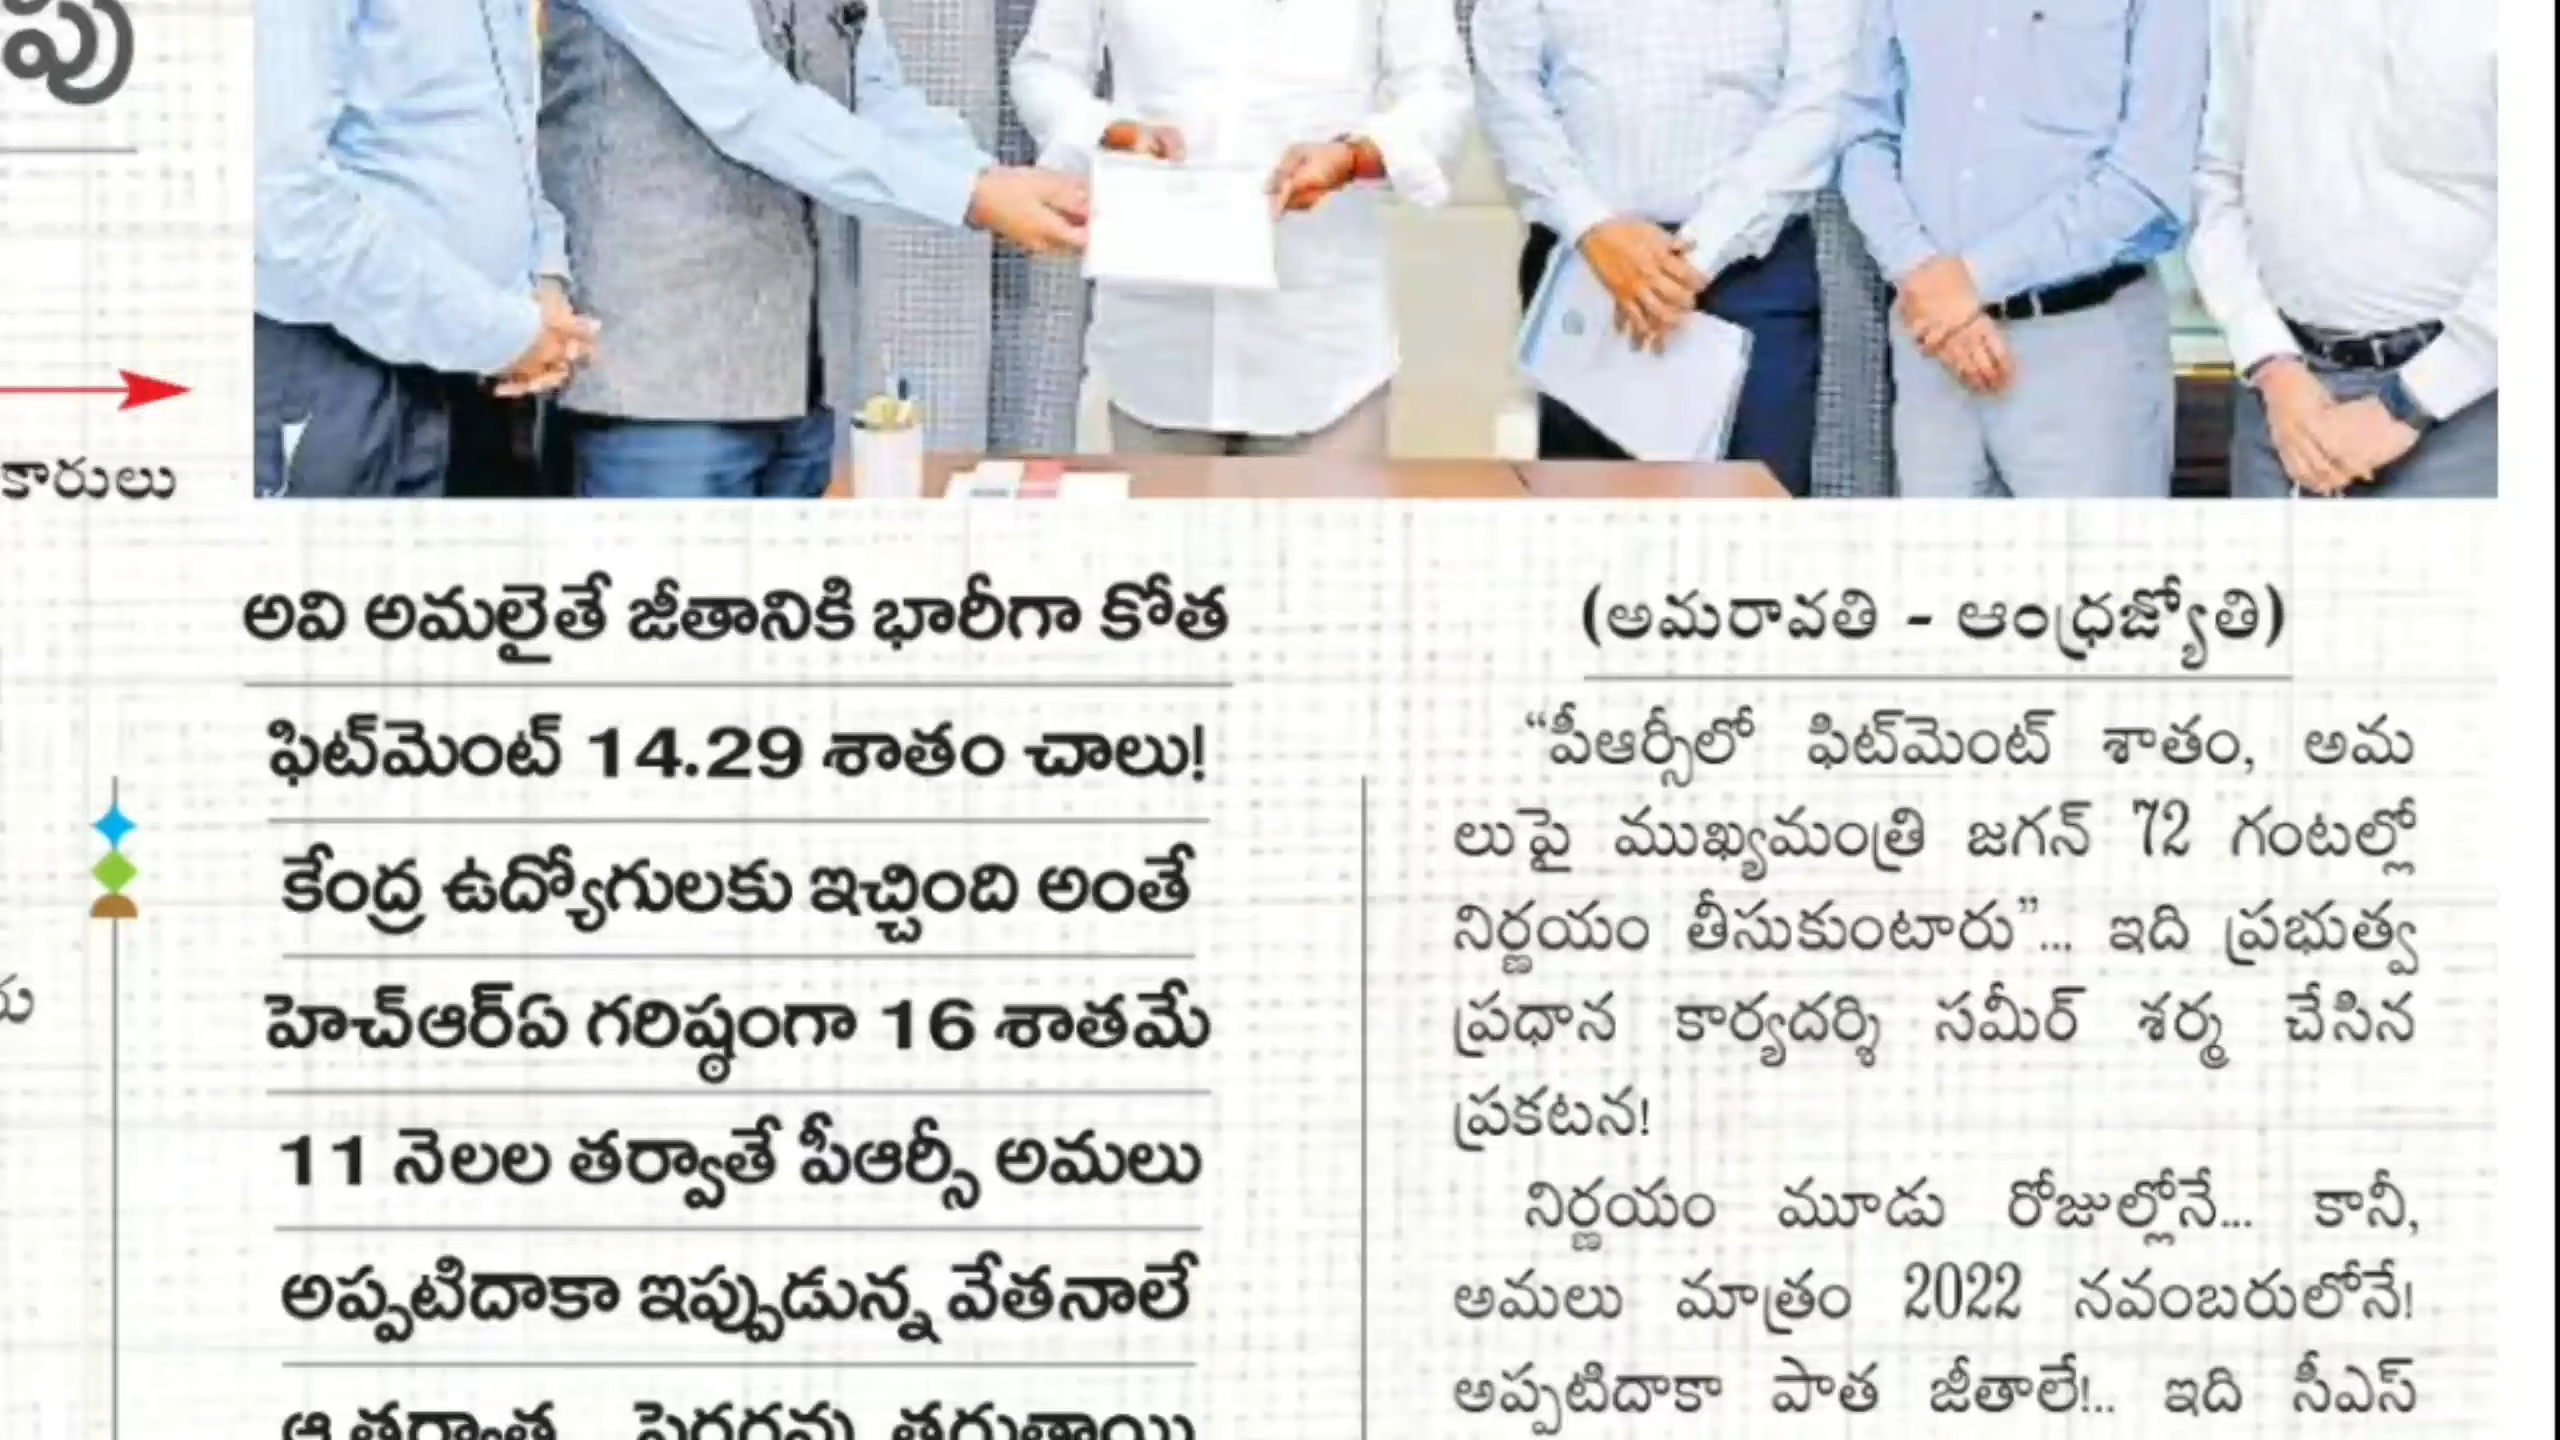 పు
కారులు
అవి అమలైతే జీతానికి భారీగా కోత
ఫిట్‌మెంట్ 14.29 శాతం చాలు!
కేంద్ర ఉద్యోగులకు ఇచ్చింది అంతే
హెచ్ఆర్ఏ గరిష్ఠంగా 16 శాతమే
11 నెలల తర్వాతే పీఆర్సీ అమలు
అప్పటిదాకా ఇప్పుడున్న వేతనాలే
(అమరావతి - ఆంధ్రజ్యోతి)
“పీఆర్సీలో ఫిట్‌మెంట్ శాతం, అమ
లుపై ముఖ్యమంత్రి జగన్ 72 గంటల్లో
నిర్ణయం తీసుకుంటారు”... ఇది ప్రభుత్వ
ప్రధాన కార్యదర్శి సమీర్ శర్మ చేసిన
ప్రకటన!
నిర్ణయం మూడు రోజుల్లోనే... కానీ,
అమలు మాత్రం 2022 నవంబరులోనే!
అప్పటిదాకా పాత జీతాలే!.. ఇది సీఎస్